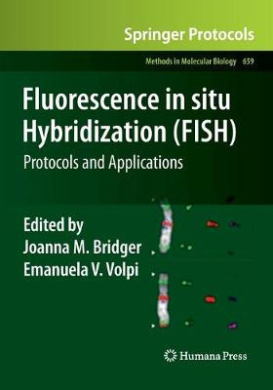 Springer Protocols
Methods in Molecular Biology 659
Fluorescence in situ
Hybridization (FISH)
Protocols and Applications
Edited by
Joanna M. Bridger
Emanuela V. Volpi
Humana Press